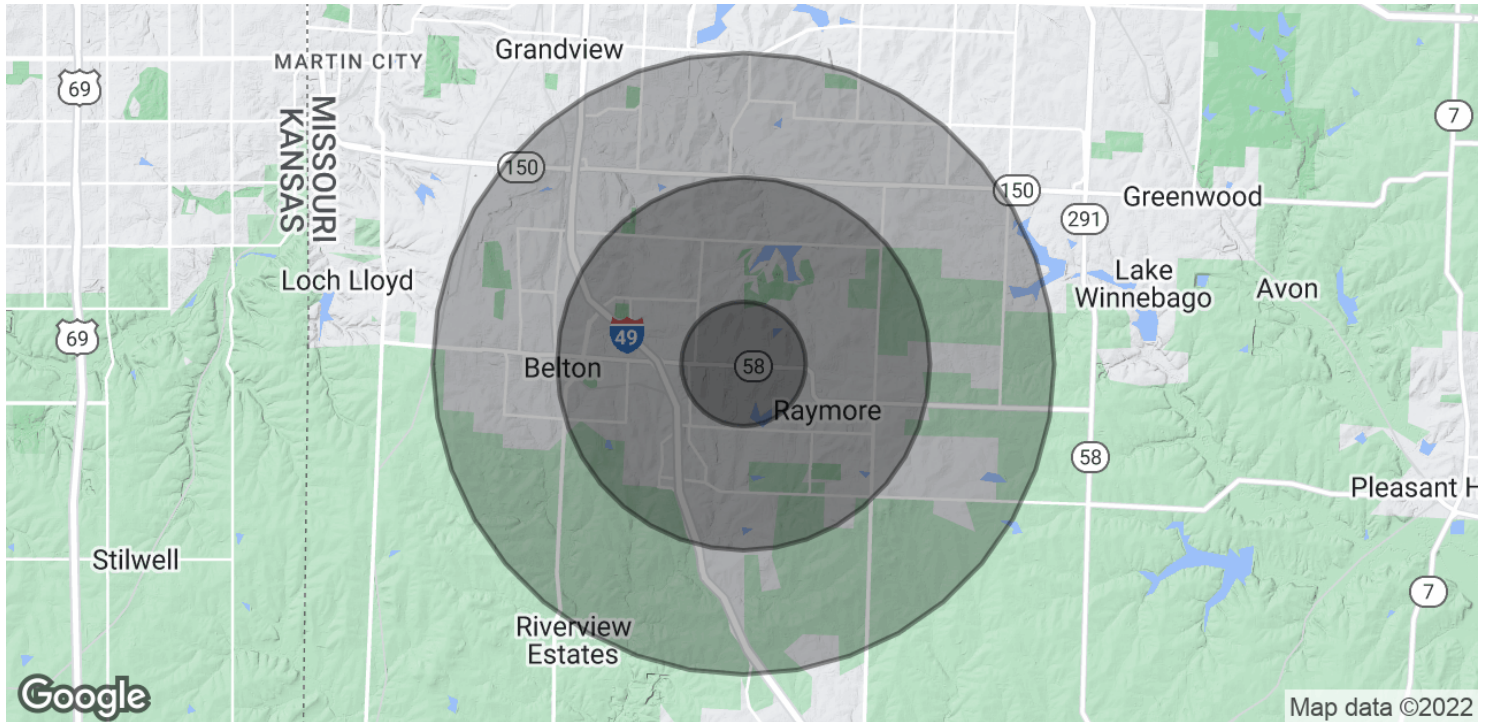 Grandview
MARTIN CITY
69
7
MISSOURI
KANSAS
150
150
Greenwood
291
Loch Lloyd
Lake
Winnebago
Avon
69
49
Belton
58
Raymore
58
Pleasant H
Stilwell
7
Riverview
Estates
Google
Map data ©2022